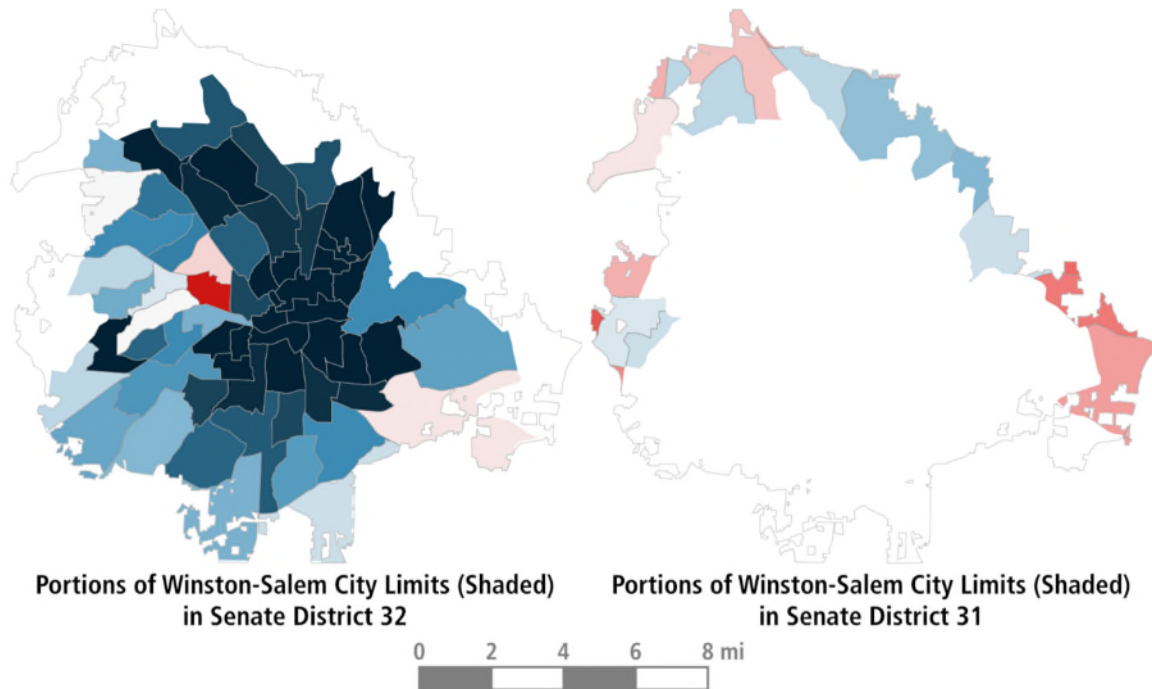 Portions of Winston-Salem City Limits (Shaded)
in Senate District 32
Portions of Winston-Salem City Limits (Shaded)
in Senate District 31
0 2 4 6 8 mi